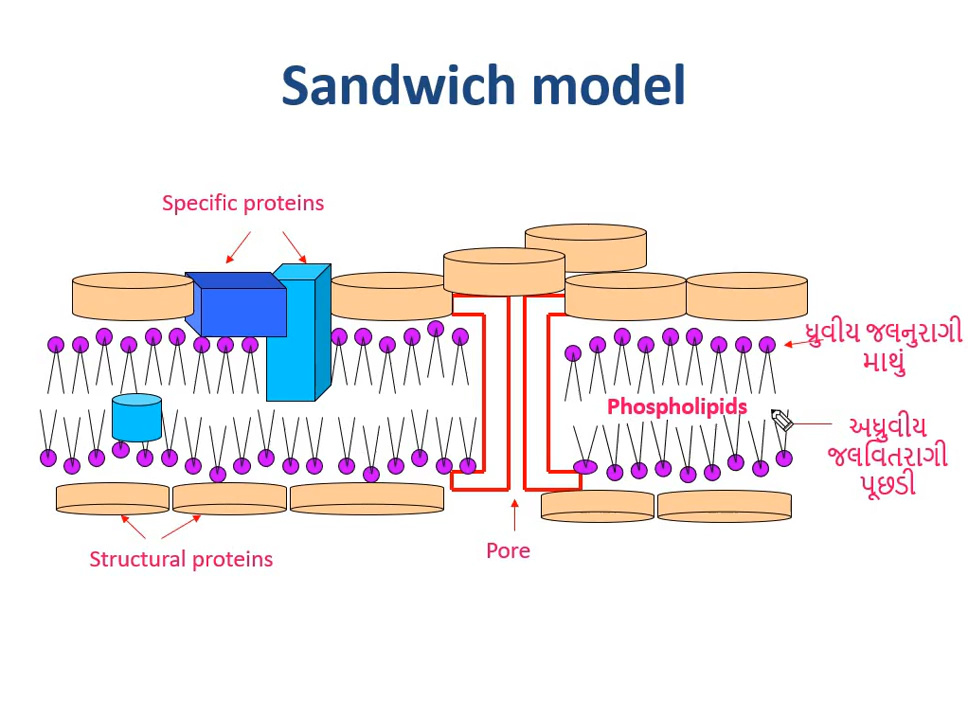 Sandwich model
Specific proteins
ધ્રુવીય જલનુરાગી
માથું
Phospholipids
અધ્રુવીય
જલવિતરાગી
પૂછડી
Pore
Structural proteins